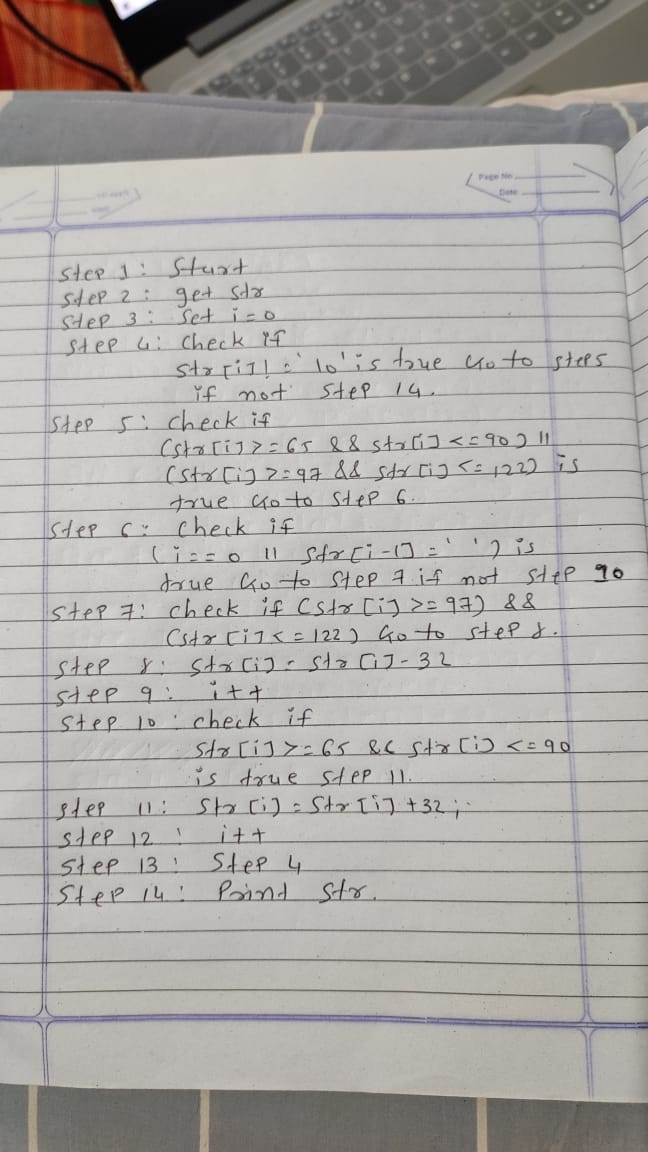 Page No
Date
Step 1: Start
Step 2: get str
Step 3: Set i=0
Step 4: Check if
str[i]!='\0' is true Go to step5
if not step 14.
Step 5: check if
(str[i]>=65 && str[i]<=90) ||
(str[i]>=97 && str[i]<=122) is
true Go to step 6.
Step 6: Check if
(i==0 || str[i-1]=' ') is
true Go to step 7 if not step 10
Step 7: check if (str[i]>=97) &&
(str[i]<=122) Go to step 8.
Step 8: str[i]=str[i]-32
Step 9: i++
Step 10: check if
str[i]>=65 && str[i]<=90
is true step 11.
Step 11: str[i]=str[i]+32;
Step 12: i++
Step 13: Step 4
Step 14: Print str.